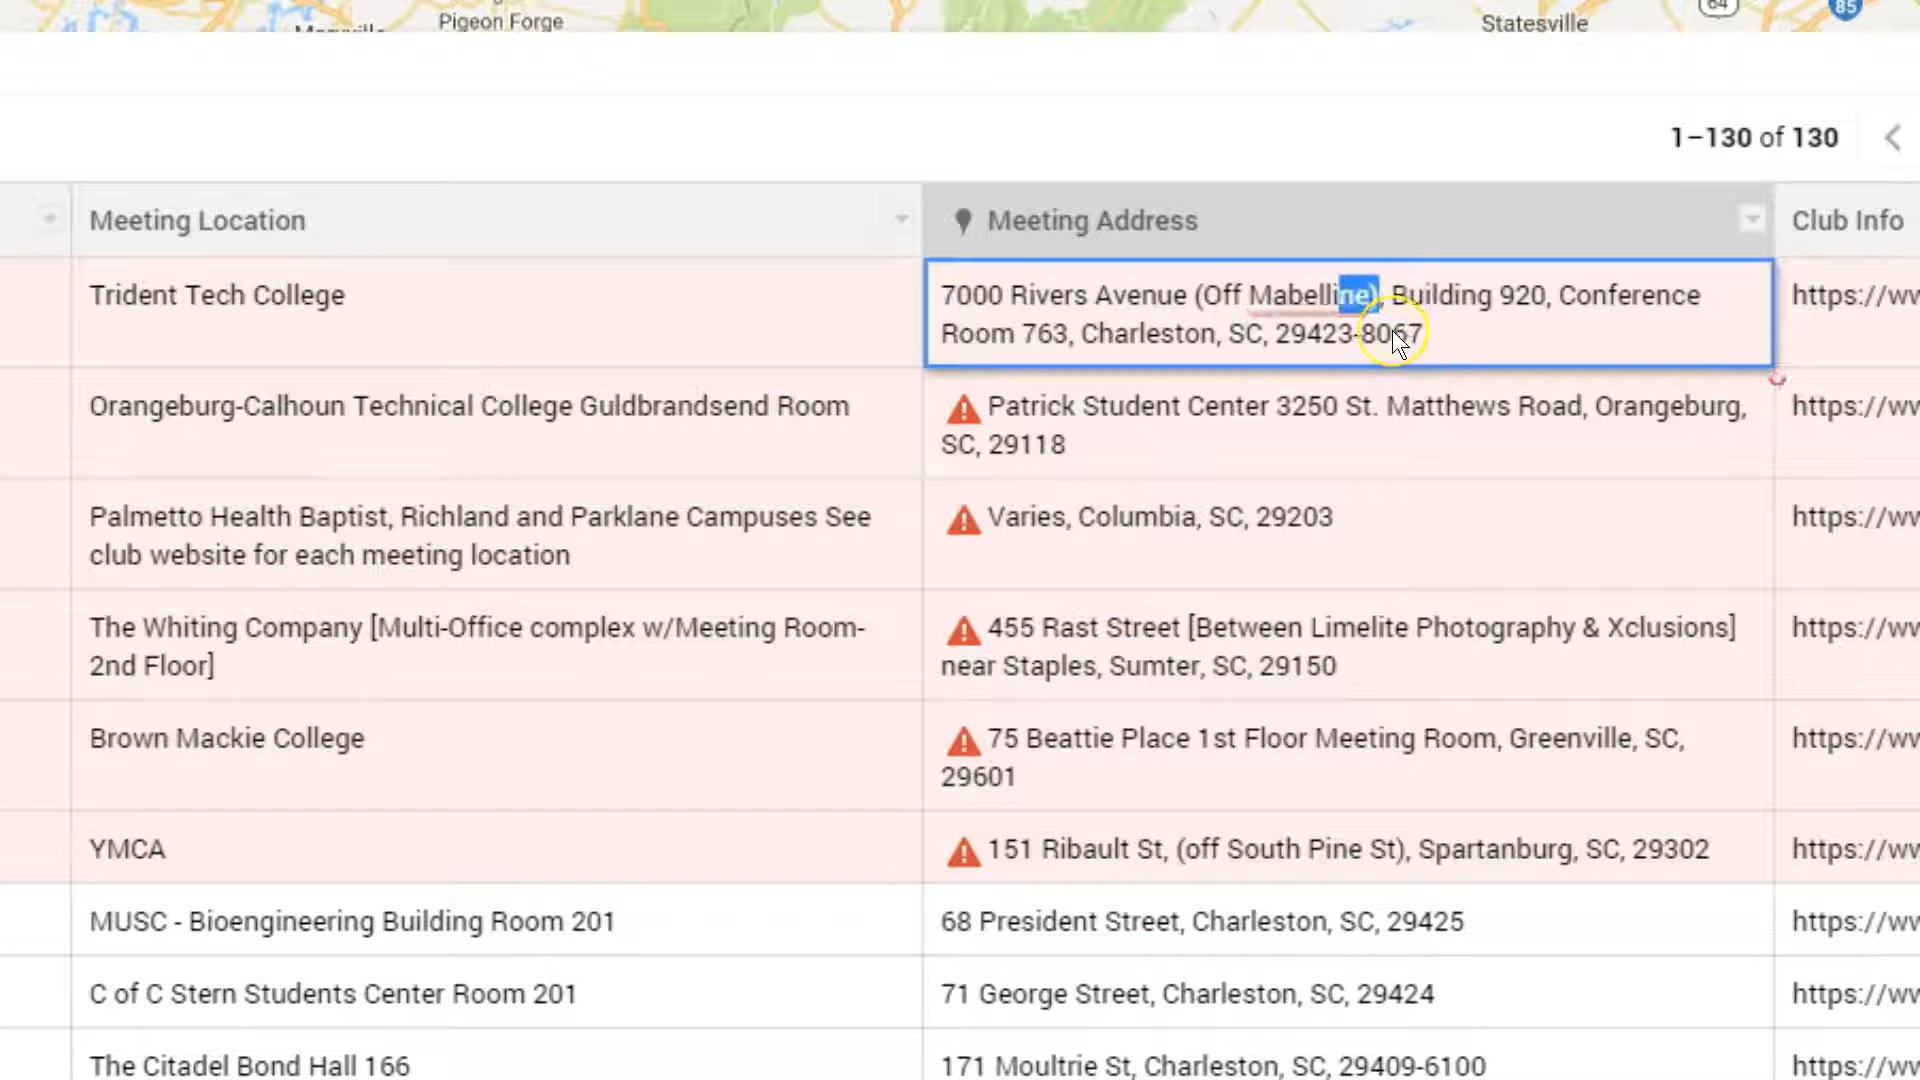 Pigeon Forge
Statesville
64
85
1–130 of 130
Meeting Location
Meeting Address
Club Info
Trident Tech College
7000 Rivers Avenue (Off Mabelline), Building 920, Conference
Room 763, Charleston, SC, 29423-8067
https://ww
Orangeburg-Calhoun Technical College Guldbrandsend Room
Patrick Student Center 3250 St. Matthews Road, Orangeburg,
SC, 29118
https://ww
Palmetto Health Baptist, Richland and Parklane Campuses See
club website for each meeting location
Varies, Columbia, SC, 29203
https://ww
The Whiting Company [Multi-Office complex w/Meeting Room-
2nd Floor]
455 Rast Street [Between Limelite Photography & Xclusions]
near Staples, Sumter, SC, 29150
https://ww
Brown Mackie College
75 Beattie Place 1st Floor Meeting Room, Greenville, SC,
29601
https://ww
YMCA
151 Ribault St, (off South Pine St), Spartanburg, SC, 29302
https://ww
MUSC - Bioengineering Building Room 201
68 President Street, Charleston, SC, 29425
https://ww
C of C Stern Students Center Room 201
71 George Street, Charleston, SC, 29424
https://ww
The Citadel Bond Hall 166
171 Moultrie St, Charleston, SC, 29409-6100
https://ww